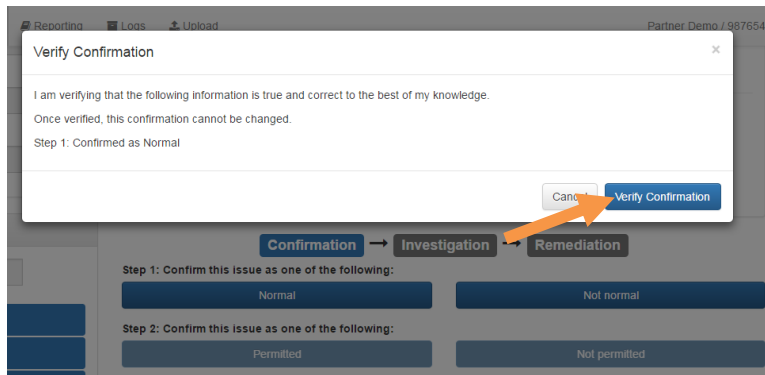 Reporting Logs Upload Partner Demo / 987654
Verify Confirmation ×
I am verifying that the following information is true and correct to the best of my knowledge.
Once verified, this confirmation cannot be changed.
Step 1: Confirmed as Normal
Cancel Verify Confirmation
Confirmation → Investigation → Remediation
Step 1: Confirm this issue as one of the following:
Normal Not normal
Step 2: Confirm this issue as one of the following:
Permitted Not permitted